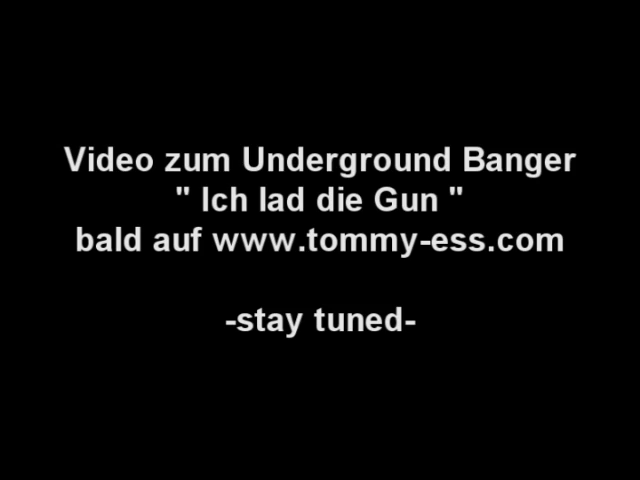 Video zum Underground Banger
" Ich lad die Gun "
bald auf www.tommy-ess.com
-stay tuned-